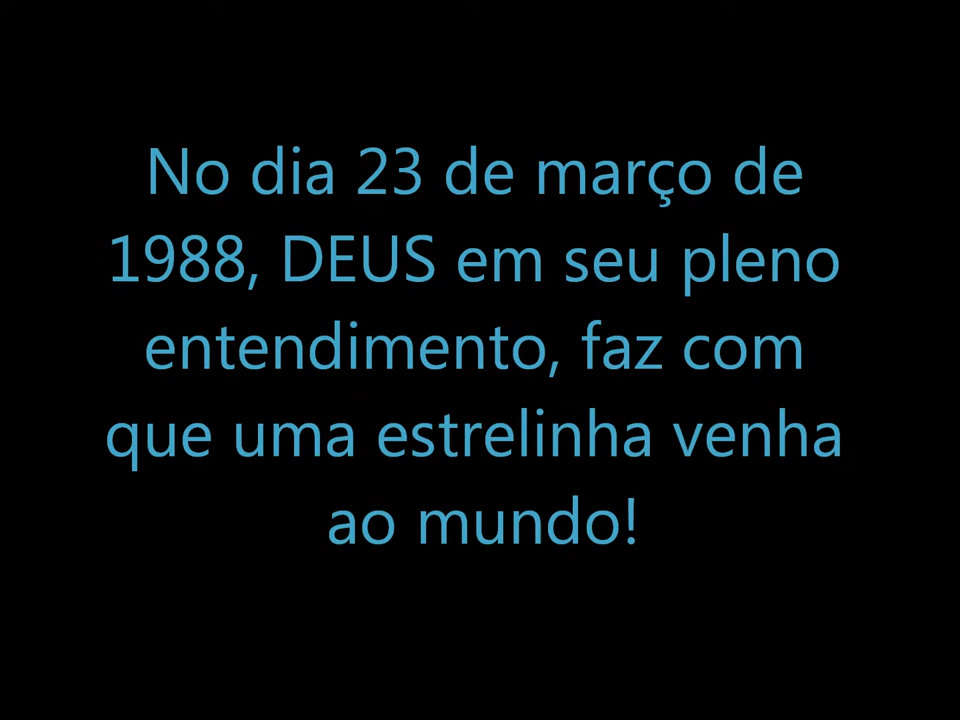 No dia 23 de março de
1988, DEUS em seu pleno
entendimento, faz com
que uma estrelinha venha
ao mundo!